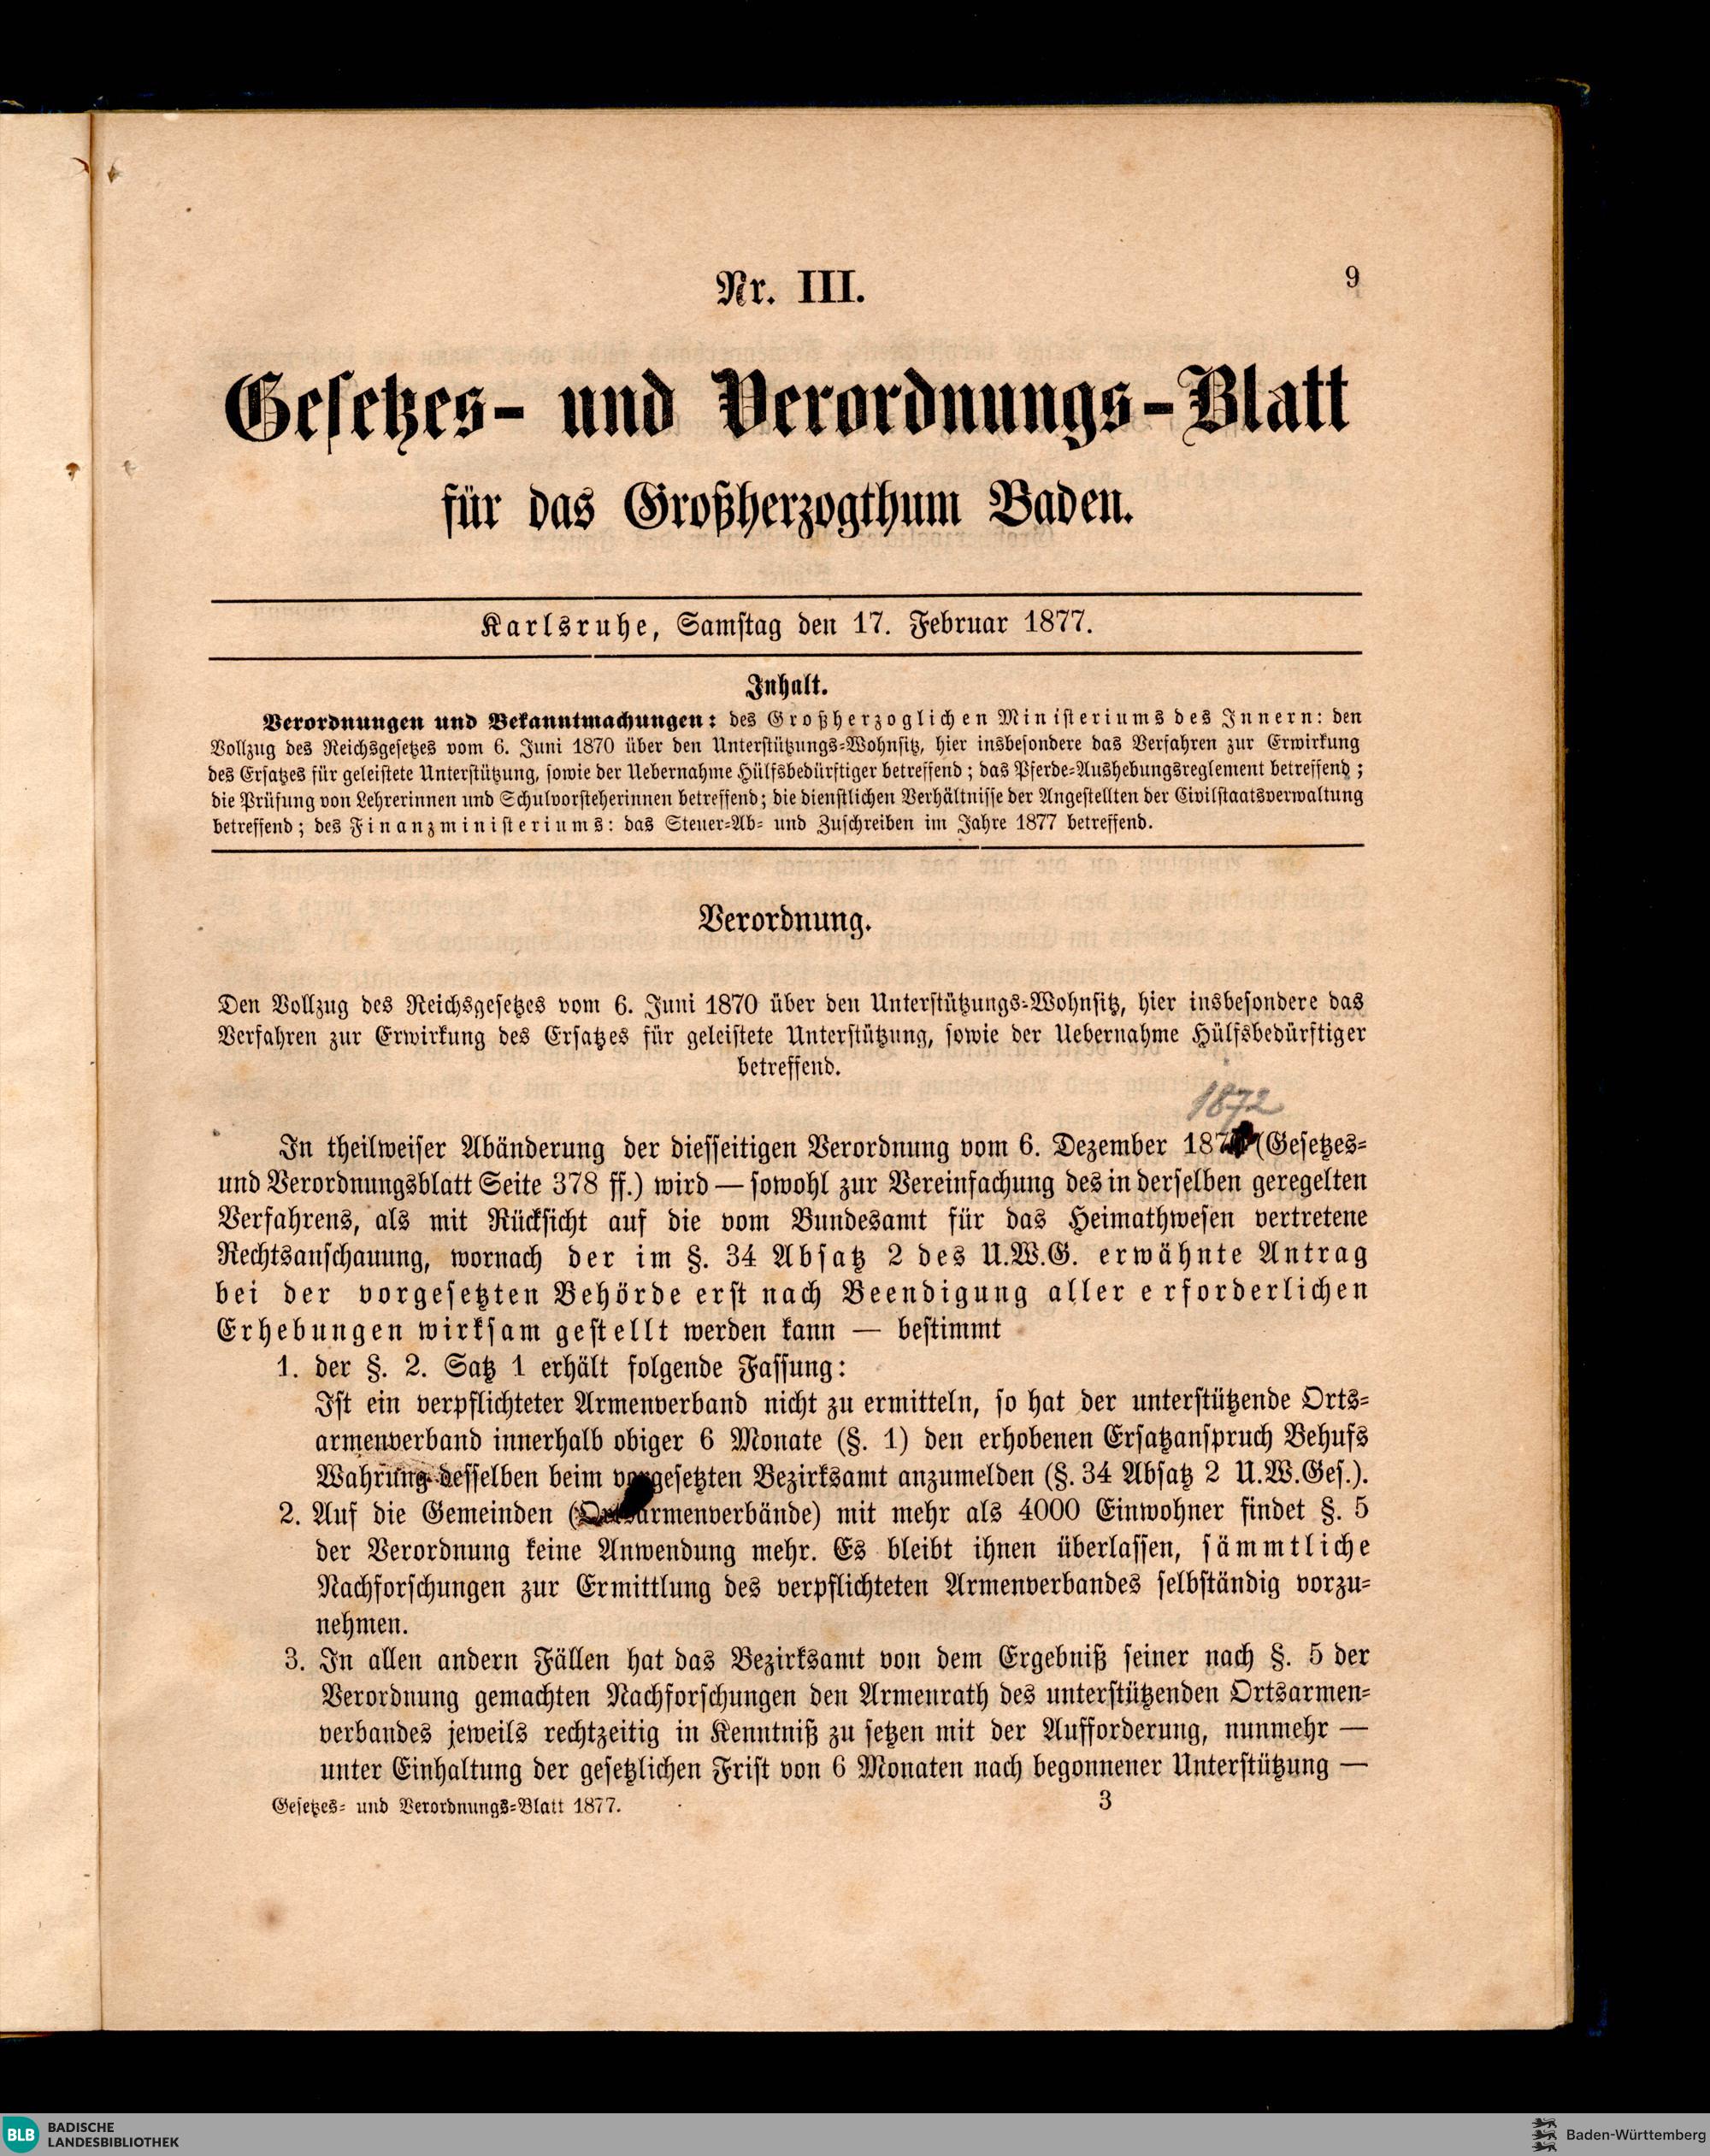 9
Nr. III.
Gesetzes- und Verordnungs-Blatt
für das Großherzogthum Baden.
Karlsruhe, Samstag den 17. Februar 1877.
Inhalt.
Verordnungen und Bekanntmachungen: des Großherzoglichen Ministeriums des Innern: den
Vollzug des Reichsgesetzes vom 6. Juni 1870 über den Unterstützungs-Wohnsitz, hier insbesondere das Verfahren zur Erwirkung
des Ersatzes für geleistete Unterstützung, sowie der Uebernahme Hülfsbedürftiger betreffend; das Pferde-Aushebungsreglement betreffend;
die Prüfung von Lehrerinnen und Schulvorsteherinnen betreffend; die dienstlichen Verhältnisse der Angestellten der Civilstaatsverwaltung
betreffend; des Finanzministeriums: das Steuer-Ab- und Zuschreiben im Jahre 1877 betreffend.
Verordnung.
Den Vollzug des Reichsgesetzes vom 6. Juni 1870 über den Unterstützungs-Wohnsitz, hier insbesondere das
Verfahren zur Erwirkung des Ersatzes für geleistete Unterstützung, sowie der Uebernahme Hülfsbedürftiger
betreffend.
1872
In theilweiser Abänderung der diesseitigen Verordnung vom 6. Dezember (Gesetzes-
und Verordnungsblatt Seite 378 ff.) wird — sowohl zur Vereinfachung des in derselben geregelten
Verfahrens, als mit Rücksicht auf die vom Bundesamt für das Heimathwesen vertretene
Rechtsanschauung, wornach der im §. 34 Absatz 2 des U.W.G. erwähnte Antrag
bei der vorgesetzten Behörde erst nach Beendigung aller erforderlichen
Erhebungen wirksam gestellt werden kann — bestimmt
1. der §. 2. Satz 1 erhält folgende Fassung:
Ist ein verpflichteter Armenverband nicht zu ermitteln, so hat der unterstützende Orts-
armenverband innerhalb obiger 6 Monate (§. 1) den erhobenen Ersatzanspruch Behufs
Wahrung desselben beim vorgesetzten Bezirksamt anzumelden (§. 34 Absatz 2 U.W.Ges.).
2. Auf die Gemeinden (Ortsarmenverbände) mit mehr als 4000 Einwohner findet §. 5
der Verordnung keine Anwendung mehr. Es bleibt ihnen überlassen, sämmtliche
Nachforschungen zur Ermittlung des verpflichteten Armenverbandes selbständig vorzu-
nehmen.
3. In allen andern Fällen hat das Bezirksamt von dem Ergebniß seiner nach §. 5 der
Verordnung gemachten Nachforschungen den Armenrath des unterstützenden Ortsarmen-
verbandes jeweils rechtzeitig in Kenntniß zu setzen mit der Aufforderung, nunmehr —
unter Einhaltung der gesetzlichen Frist von 6 Monaten nach begonnener Unterstützung —
Gesetzes- und Verordnungs-Blatt 1877.
3
BLB BADISCHE
LANDESBIBLIOTHEK
Baden-Württemberg